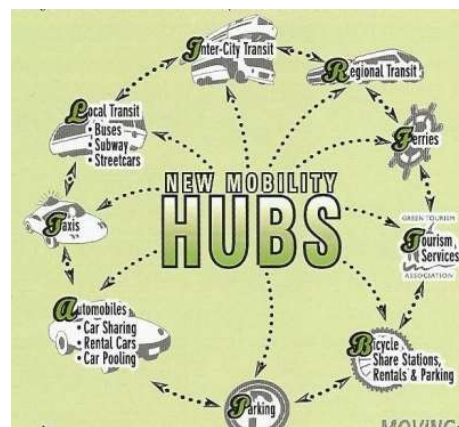 Inter-City Transit
Regional Transit
Local Transit
• Buses
• Subway
• Streetcars
Ferries
NEW MOBILITY
HUBS
Taxis
GREEN TOURISM
Tourism
Services
ASSOCIATION
Automobiles
• Car Sharing
• Rental Cars
• Car Pooling
Bicycle
Share Stations,
Rentals & Parking
Parking
MOVING